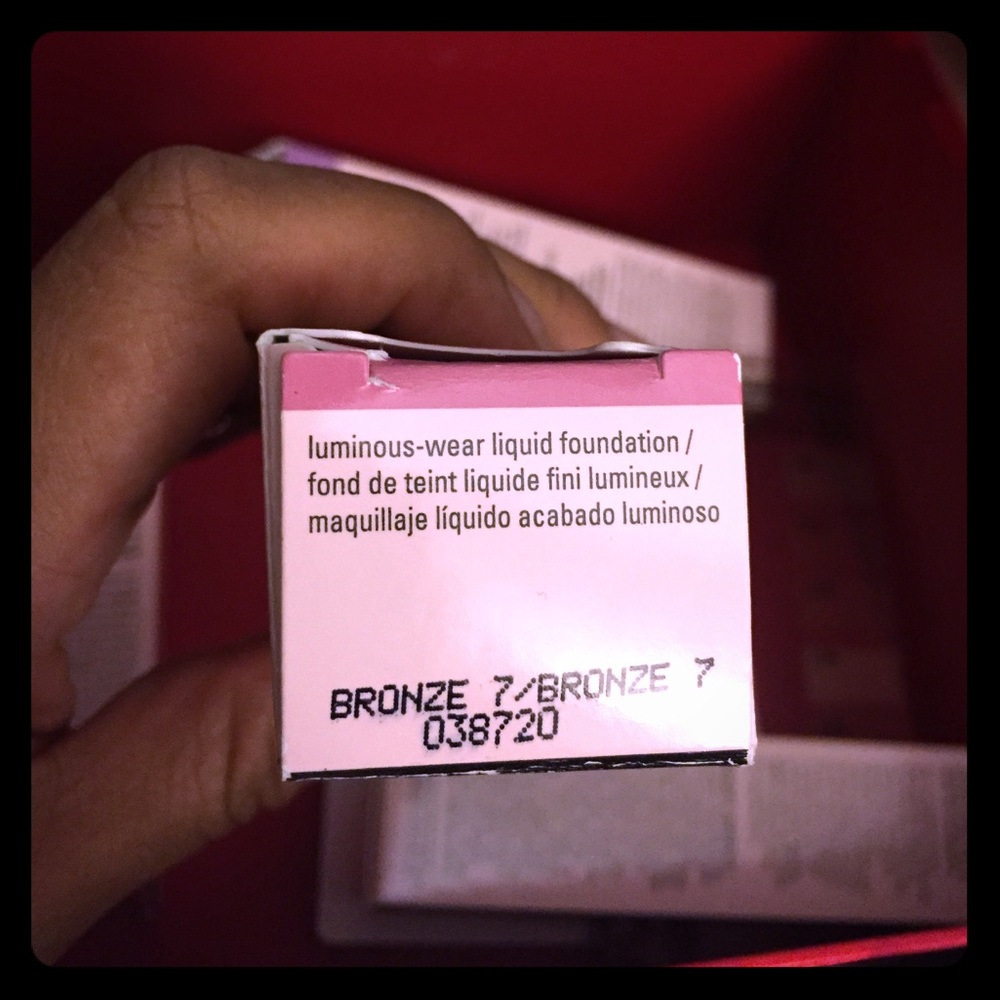 luminous-wear liquid foundation /
fond de teint liquide fini lumineux /
maquillaje líquido acabado luminoso
BRONZE 7/BRONZE 7
038720